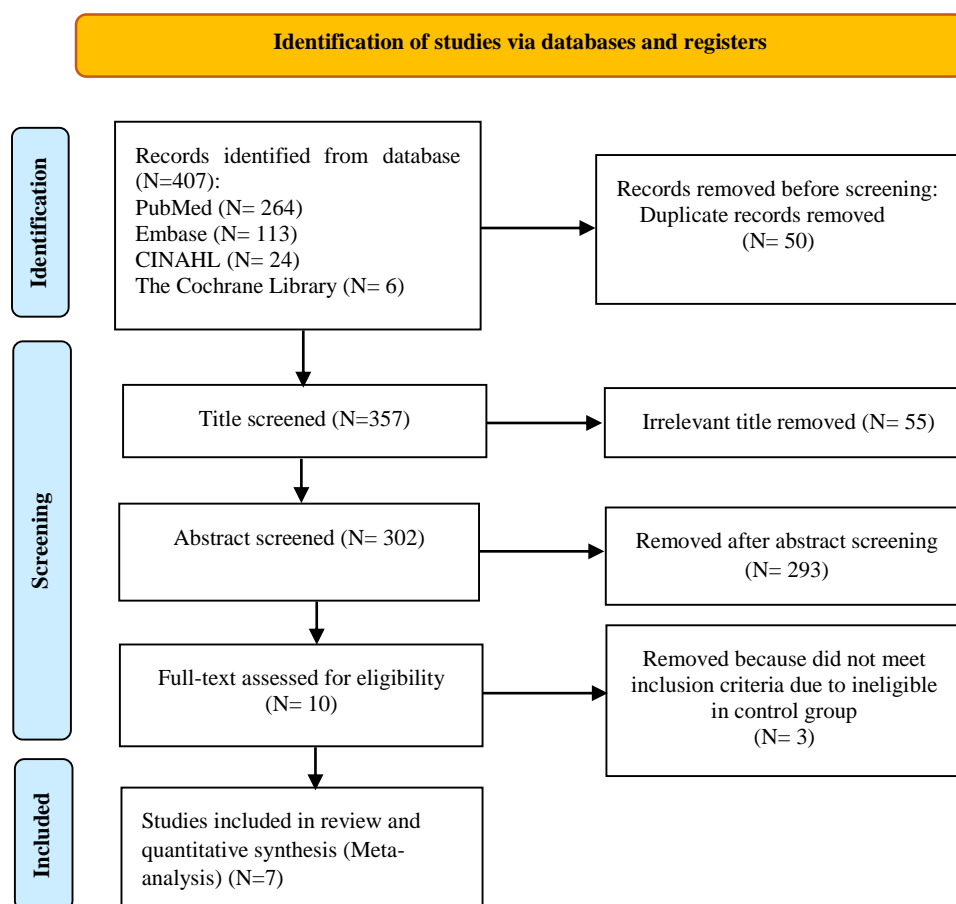 Identification of studies via databases and registers
Identification
Records identified from database
(N=407):
PubMed (N= 264)
Embase (N= 113)
CINAHL (N= 24)
The Cochrane Library (N= 6)
Records removed before screening:
Duplicate records removed
(N= 50)
Screening
Title screened (N=357)
Irrelevant title removed (N= 55)
Abstract screened (N= 302)
Removed after abstract screening
(N= 293)
Full-text assessed for eligibility
(N= 10)
Removed because did not meet
inclusion criteria due to ineligible
in control group
(N= 3)
Included
Studies included in review and
quantitative synthesis (Meta-
analysis) (N=7)